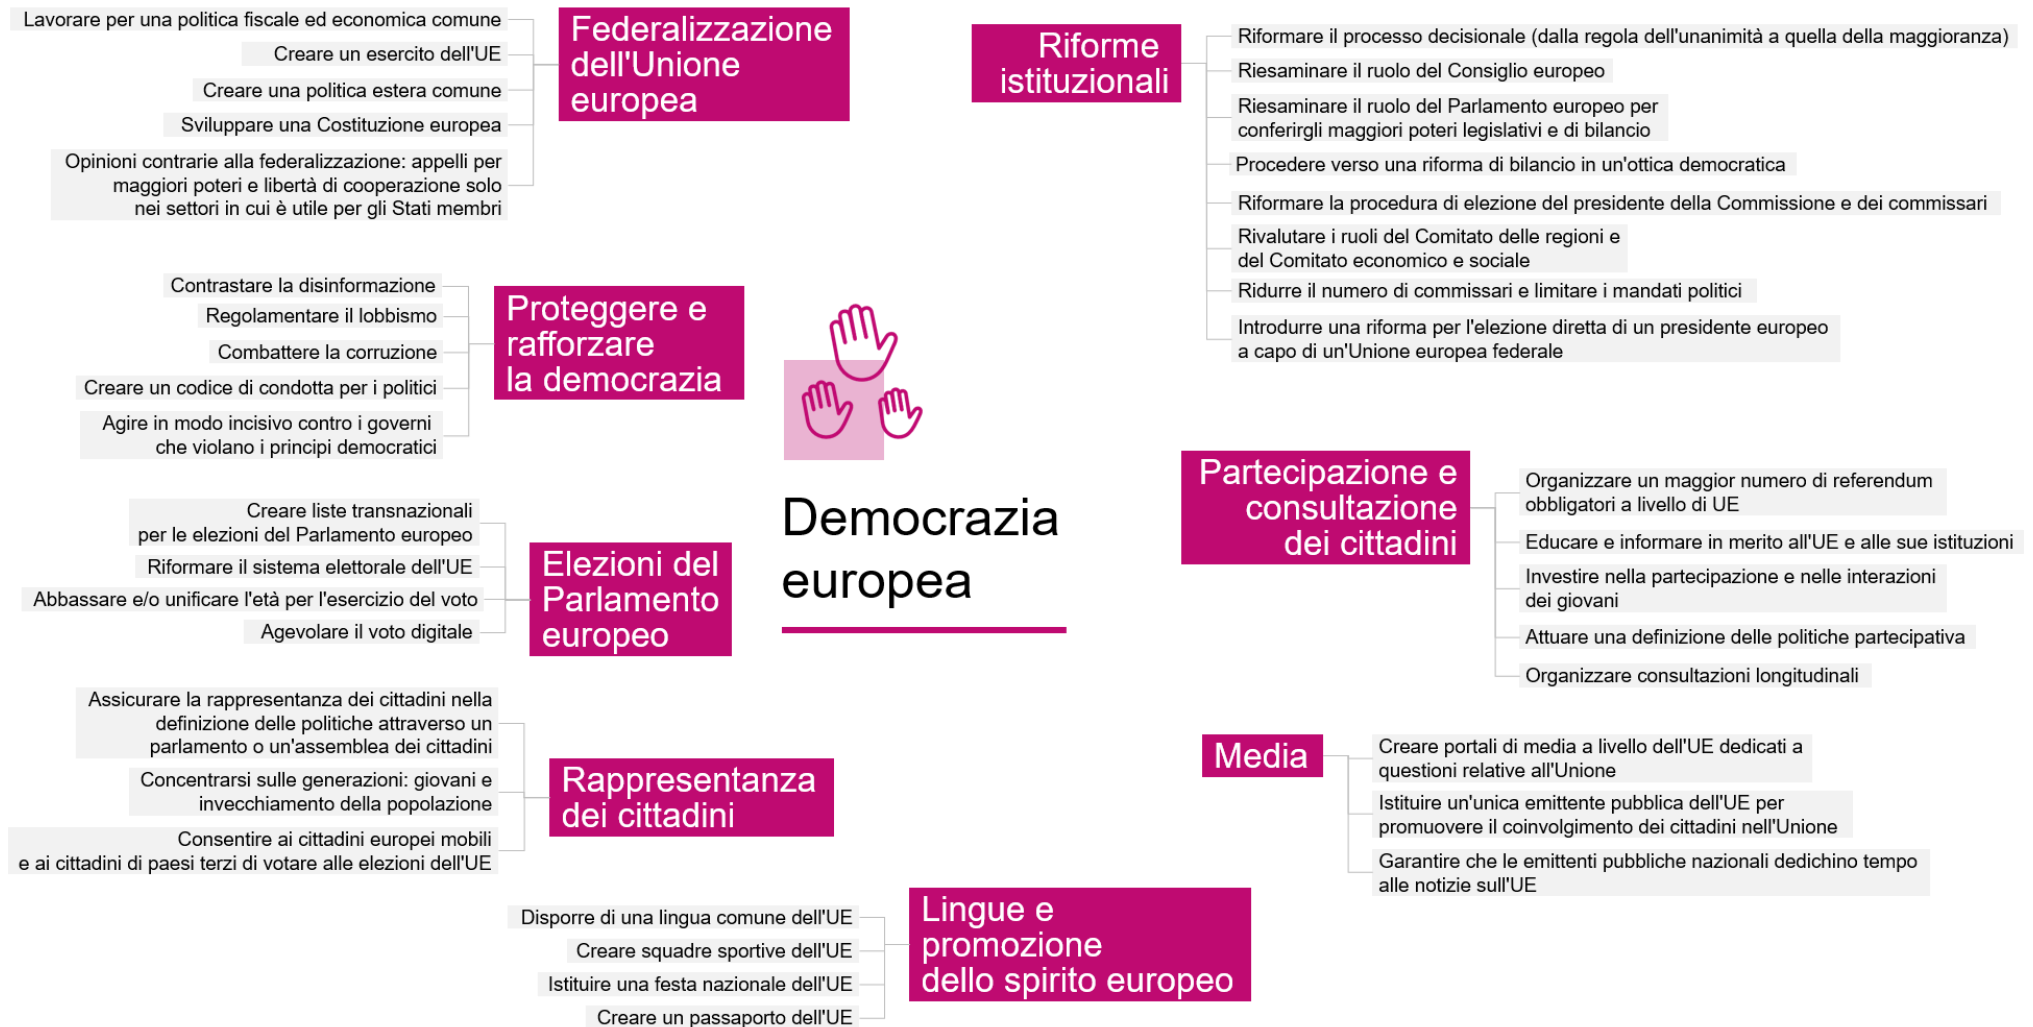 Lavorare per una politica fiscale ed economica comune
Creare un esercito dell'UE
Creare una politica estera comune
Sviluppare una Costituzione europea
Opinioni contrarie alla federalizzazione: appelli per
maggiori poteri e libertà di cooperazione solo
nei settori in cui è utile per gli Stati membri
Federalizzazione
dell'Unione
europea
Contrastare la disinformazione
Regolamentare il lobbismo
Combattere la corruzione
Creare un codice di condotta per i politici
Agire in modo incisivo contro i governi
che violano i principi democratici
Proteggere e
rafforzare
la democrazia
Creare liste transnazionali
per le elezioni del Parlamento europeo
Riformare il sistema elettorale dell'UE
Abbassare e/o unificare l'età per l'esercizio del voto
Agevolare il voto digitale
Elezioni del
Parlamento
europeo
Assicurare la rappresentanza dei cittadini nella
definizione delle politiche attraverso un
parlamento o un'assemblea dei cittadini
Concentrarsi sulle generazioni: giovani e
invecchiamento della popolazione
Consentire ai cittadini europei mobili
e ai cittadini di paesi terzi di votare alle elezioni dell'UE
Rappresentanza
dei cittadini
Disporre di una lingua comune dell'UE
Creare squadre sportive dell'UE
Istituire una festa nazionale dell'UE
Creare un passaporto dell'UE
Lingue e
promozione
dello spirito europeo
Democrazia
europea
Riforme
istituzionali
Riformare il processo decisionale (dalla regola dell'unanimità a quella della maggioranza)
Riesaminare il ruolo del Consiglio europeo
Riesaminare il ruolo del Parlamento europeo per
conferirgli maggiori poteri legislativi e di bilancio
Procedere verso una riforma di bilancio in un'ottica democratica
Riformare la procedura di elezione del presidente della Commissione e dei commissari
Rivalutare i ruoli del Comitato delle regioni e
del Comitato economico e sociale
Ridurre il numero di commissari e limitare i mandati politici
Introdurre una riforma per l'elezione diretta di un presidente europeo
a capo di un'Unione europea federale
Partecipazione e
consultazione
dei cittadini
Organizzare un maggior numero di referendum
obbligatori a livello di UE
Educare e informare in merito all'UE e alle sue istituzioni
Investire nella partecipazione e nelle interazioni
dei giovani
Attuare una definizione delle politiche partecipativa
Organizzare consultazioni longitudinali
Media
Creare portali di media a livello dell'UE dedicati a
questioni relative all'Unione
Istituire un'unica emittente pubblica dell'UE per
promuovere il coinvolgimento dei cittadini nell'Unione
Garantire che le emittenti pubbliche nazionali dedichino tempo
alle notizie sull'UE